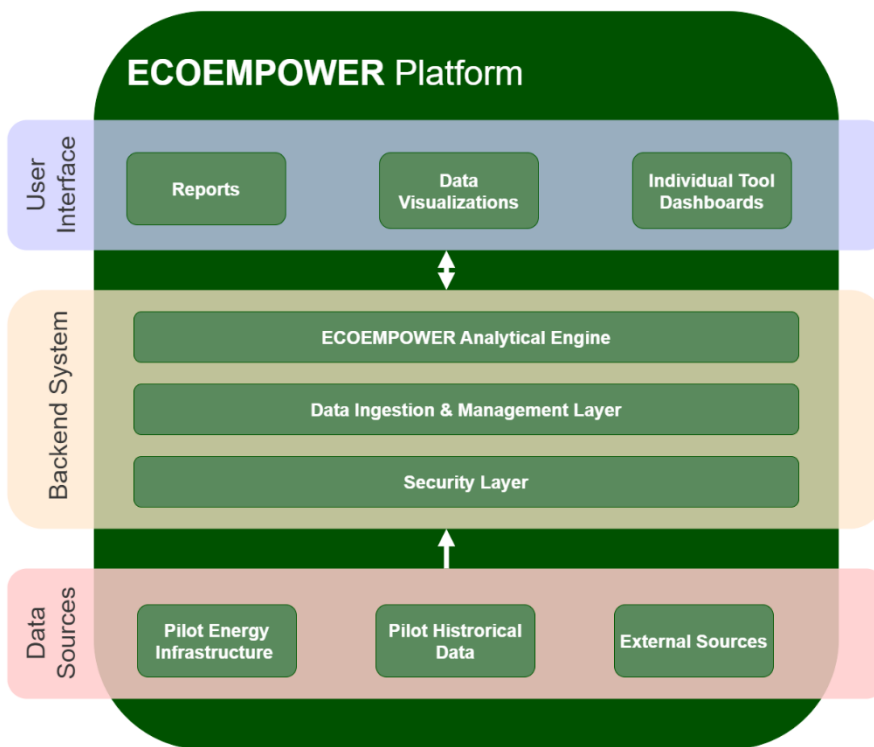 ECOEMPOWER Platform
User
Interface
Reports
Data
Visualizations
Individual Tool
Dashboards
Backend System
ECOEMPOWER Analytical Engine
Data Ingestion & Management Layer
Security Layer
Data
Sources
Pilot Energy
Infrastructure
Pilot Histrorical
Data
External Sources